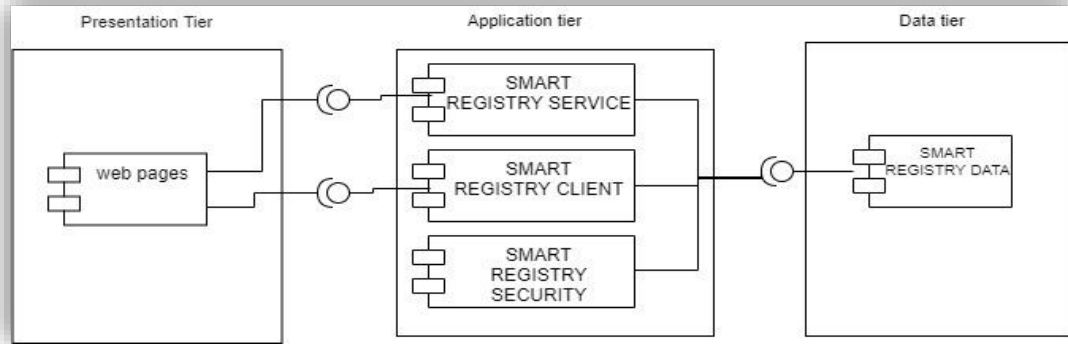 Presentation Tier
Application tier
Data tier
web pages
SMART
REGISTRY SERVICE
SMART
REGISTRY CLIENT
SMART
REGISTRY
SECURITY
SMART
REGISTRY DATA